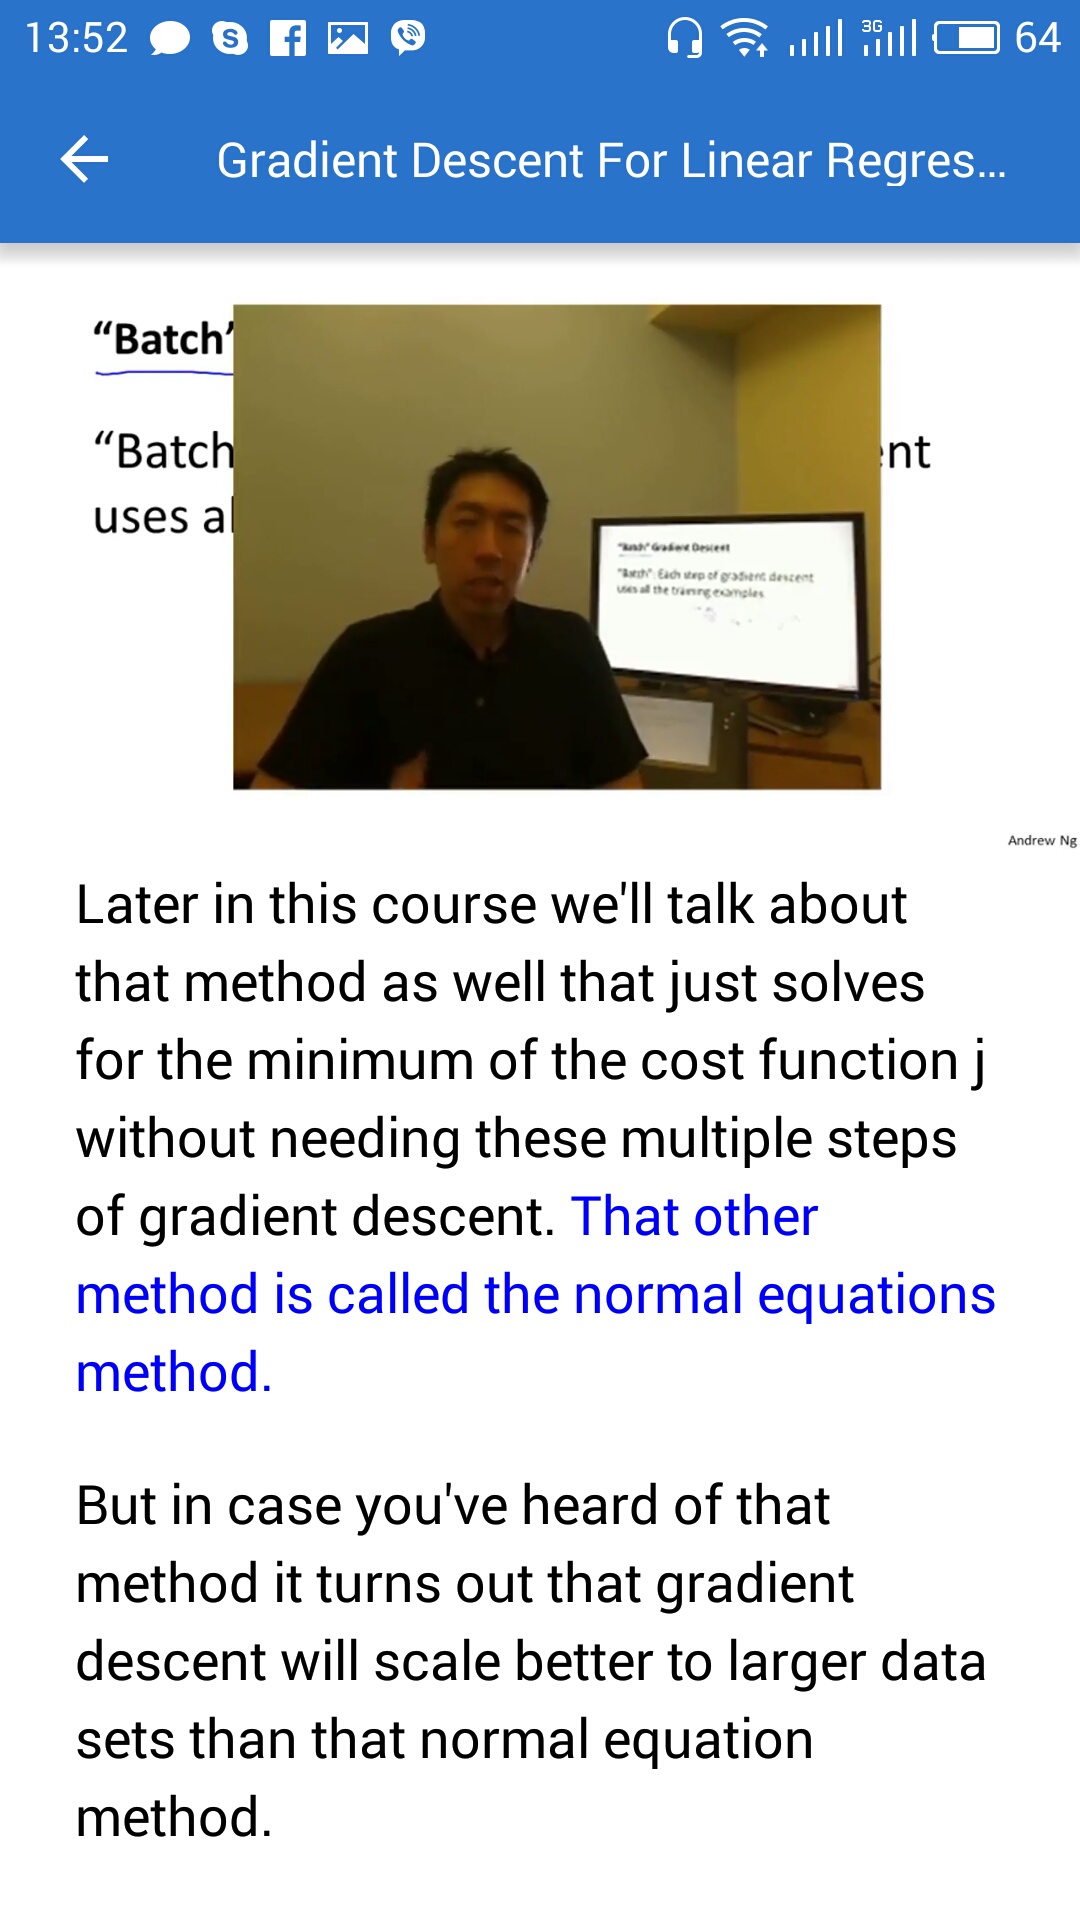 13:52
3G
64
Gradient Descent For Linear Regres...
“Batch”
“Batch
uses al
"Batch" Gradient Descent
"Batch": Each step of gradient descent
uses all the training examples.
Andrew Ng
Later in this course we'll talk about
that method as well that just solves
for the minimum of the cost function j
without needing these multiple steps
of gradient descent. That other
method is called the normal equations
method.
But in case you've heard of that
method it turns out that gradient
descent will scale better to larger data
sets than that normal equation
method.